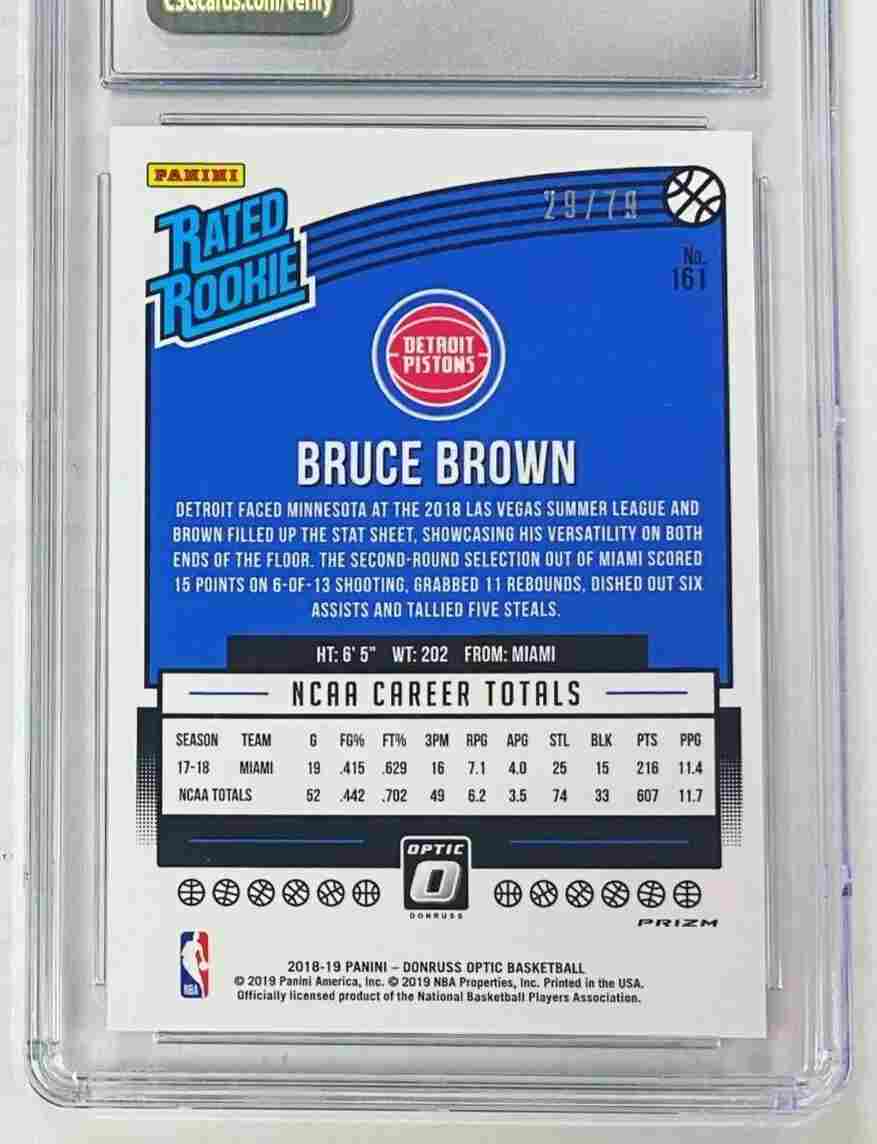 CSGcards.com/verify
PANINI
RATED
ROOKIE
29/79
No.
161
DETROIT
PISTONS
BRUCE BROWN
DETROIT FACED MINNESOTA AT THE 2018 LAS VEGAS SUMMER LEAGUE AND
BROWN FILLED UP THE STAT SHEET, SHOWCASING HIS VERSATILITY ON BOTH
ENDS OF THE FLOOR. THE SECOND-ROUND SELECTION OUT OF MIAMI SCORED
15 POINTS ON 6-OF-13 SHOOTING, GRABBED 11 REBOUNDS, DISHED OUT SIX
ASSISTS AND TALLIED FIVE STEALS.
HT: 6' 5" WT: 202 FROM: MIAMI
NCAA CAREER TOTALS
SEASON TEAM G FG% FT% 3PM RPG APG STL BLK PTS PPG
17-18 MIAMI 19 .415 .629 16 7.1 4.0 25 15 216 11.4
NCAA TOTALS 52 .442 .702 49 6.2 3.5 74 33 607 11.7
OPTIC
O
DONRUSS
PRIZM
NBA
2018-19 PANINI – DONRUSS OPTIC BASKETBALL
© 2019 Panini America, Inc. © 2019 NBA Properties, Inc. Printed in the USA.
Officially licensed product of the National Basketball Players Association.